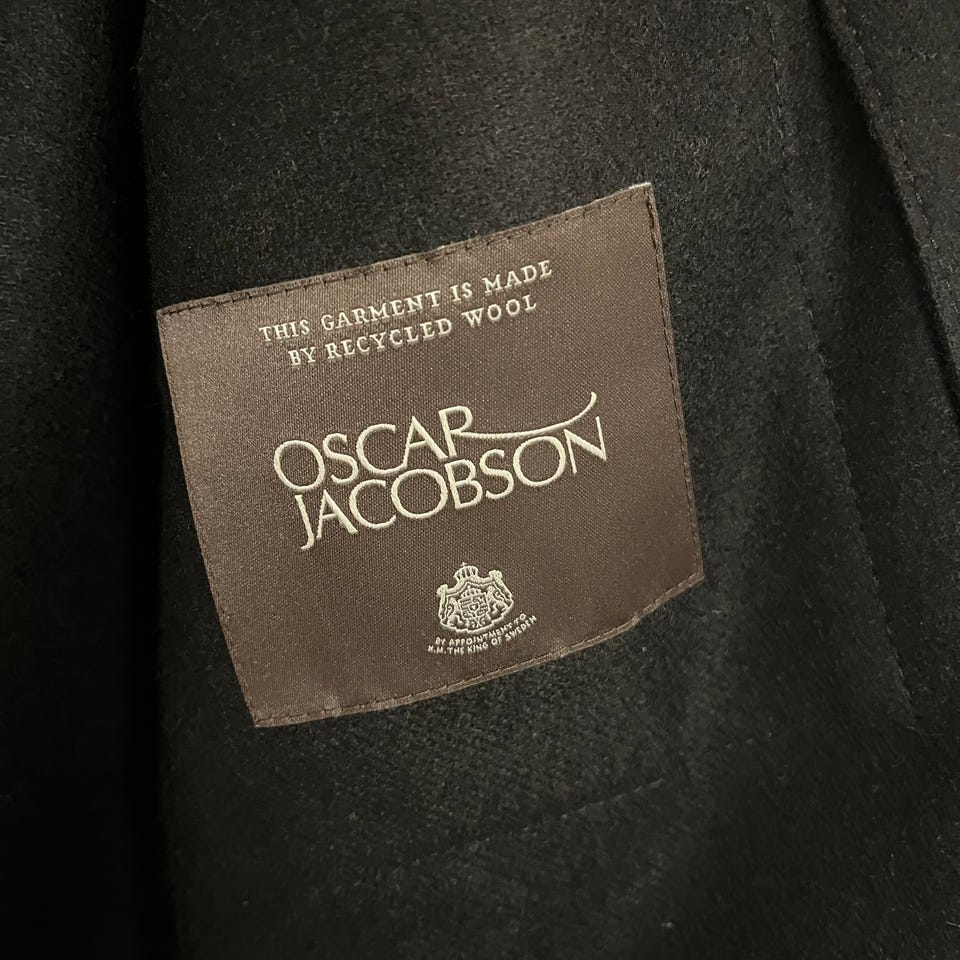 THIS GARMENT IS MADE
BY RECYCLED WOOL
OSCAR
JACOBSON
BY APPOINTMENT TO
H.M. THE KING OF SWEDEN